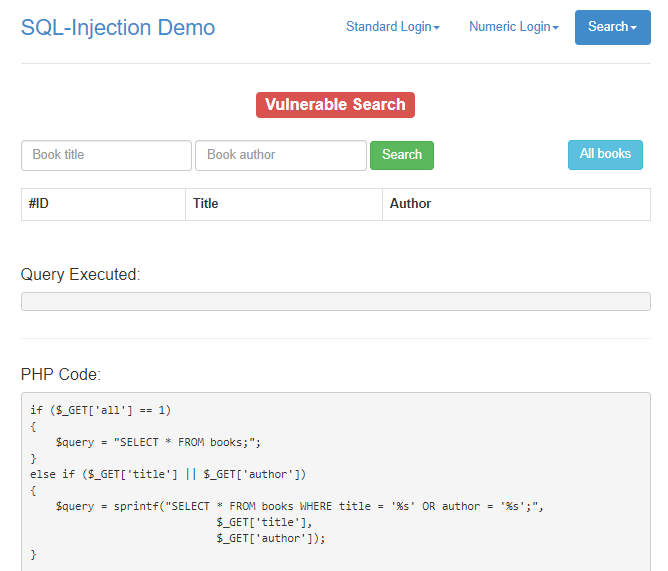 SQL-Injection Demo
Standard Login
Numeric Login
Search
Vulnerable Search
Book title
Book author
Search
All books
#ID Title Author
Query Executed:
PHP Code:
if ($_GET['all'] == 1)
{
    $query = "SELECT * FROM books;";
}
else if ($_GET['title'] || $_GET['author'])
{
    $query = sprintf("SELECT * FROM books WHERE title = '%s' OR author = '%s';",
                              $_GET['title'],
                              $_GET['author']);
}